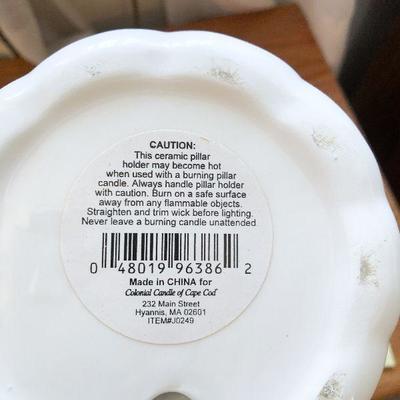 CAUTION:
This ceramic pillar
holder may become hot
when used with a burning pillar
candle. Always handle pillar holder
with caution. Burn on a safe surface
away from any flammable objects.
Straighten and trim wick before lighting.
Never leave a burning candle unattended
0 48019 96386 2
Made in CHINA for
Colonial Candle of Cape Cod
232 Main Street
Hyannis, MA 02601
ITEM#J0249